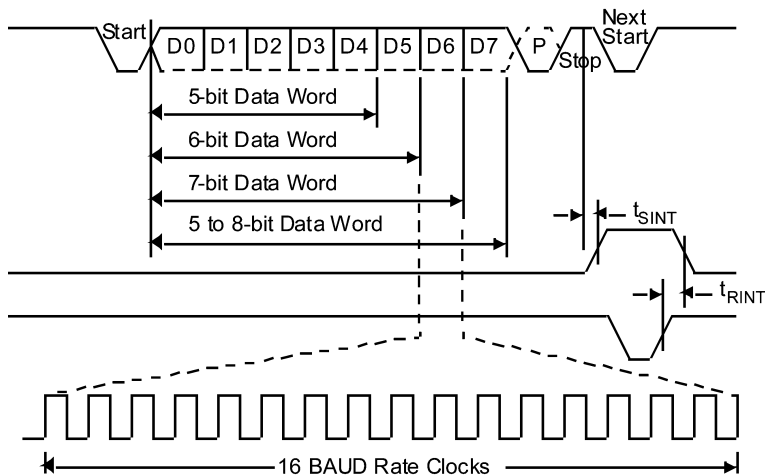 Start
D0 D1 D2 D3 D4 D5 D6 D7 P
Stop
Next
Start
5-bit Data Word
6-bit Data Word
7-bit Data Word
5 to 8-bit Data Word
tSINT
tRINT
16 BAUD Rate Clocks